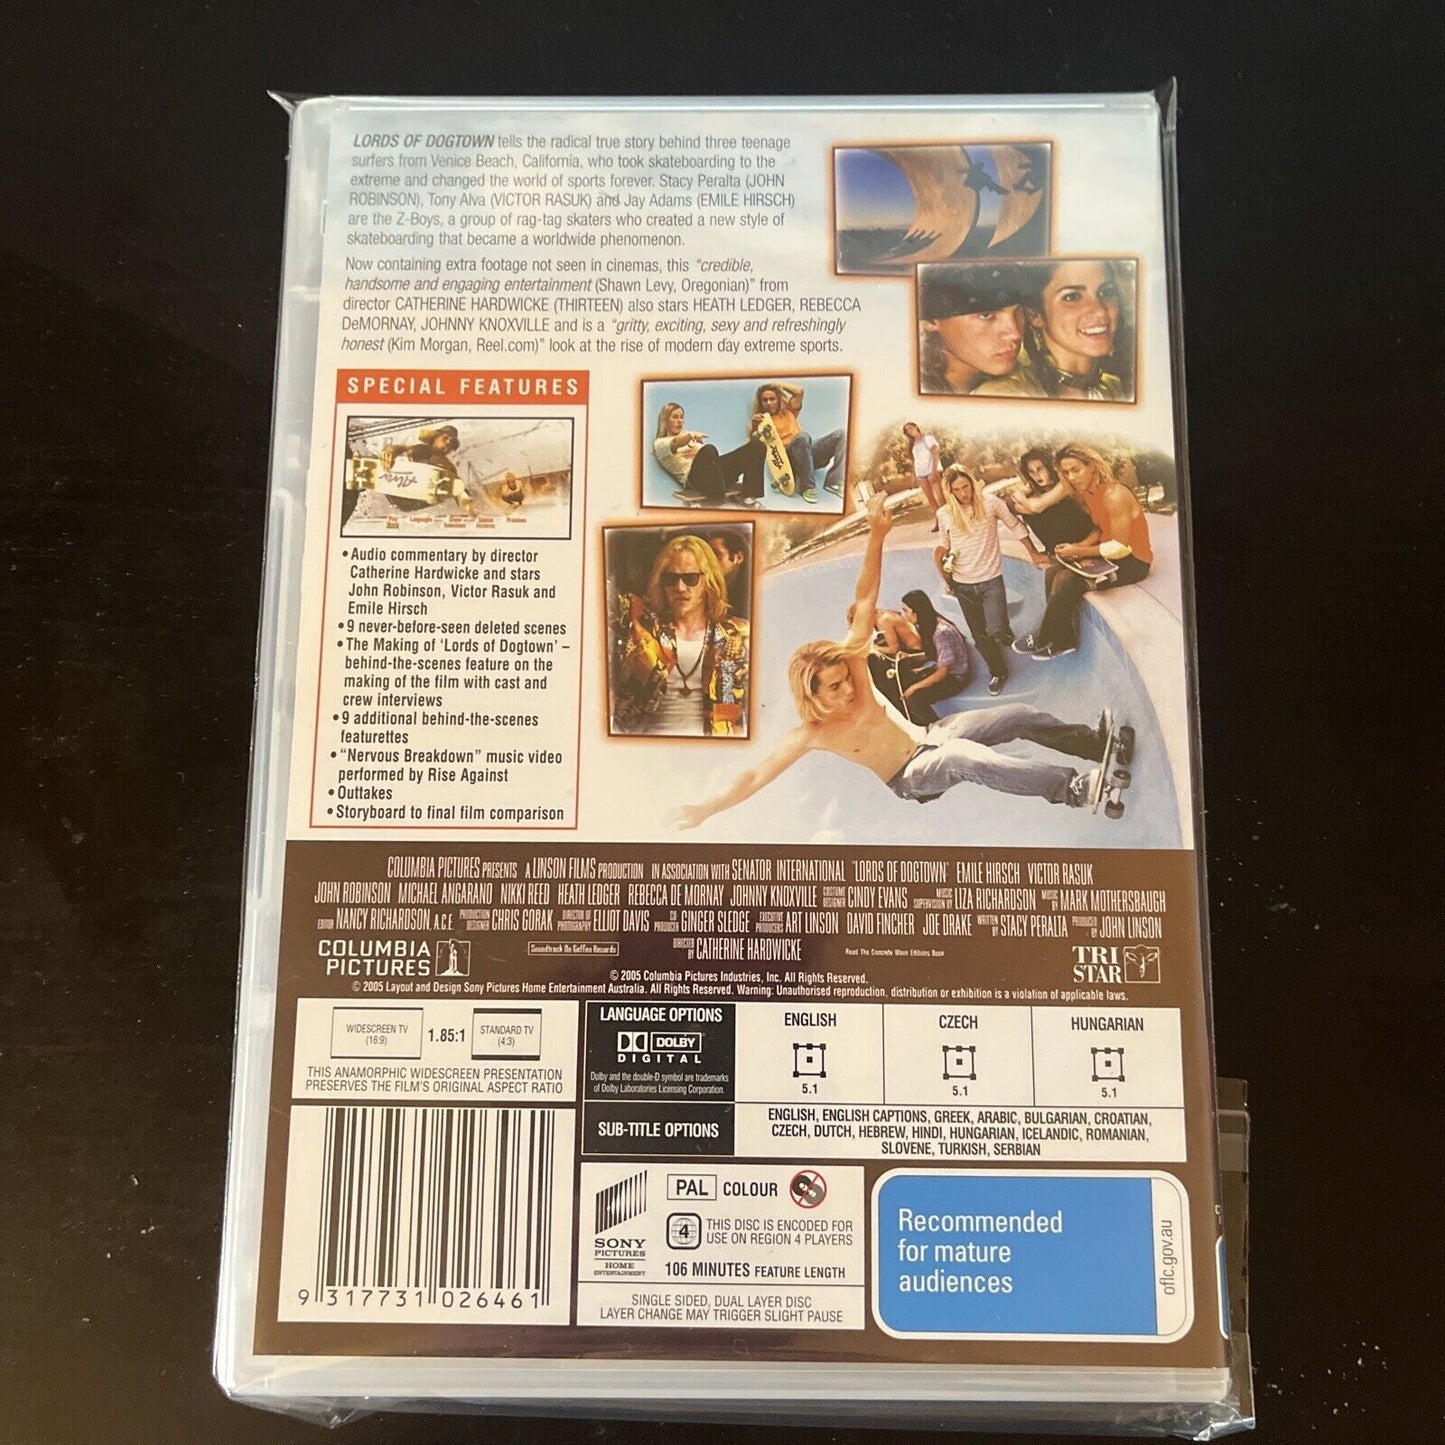 LORDS OF DOGTOWN tells the radical true story behind three teenage
surfers from Venice Beach, California, who took skateboarding to the
extreme and changed the world of sports forever. Stacy Peralta (JOHN
ROBINSON), Tony Alva (VICTOR RASUK) and Jay Adams (EMILE HIRSCH)
are the Z-Boys, a group of rag-tag skaters who created a new style of
skateboarding that became a worldwide phenomenon.
Now containing extra footage not seen in cinemas, this "credible,
handsome and engaging entertainment (Shawn Levy, Oregonian)" from
director CATHERINE HARDWICKE (THIRTEEN) also stars HEATH LEDGER, REBECCA
DeMORNAY, JOHNNY KNOXVILLE and is a "gritty, exciting, sexy and refreshingly
honest (Kim Morgan, Reel.com)" look at the rise of modern day extreme sports.
SPECIAL FEATURES
• Audio commentary by director
Catherine Hardwicke and stars
John Robinson, Victor Rasuk and
Emile Hirsch
• 9 never-before-seen deleted scenes
• The Making of 'Lords of Dogtown' –
behind-the-scenes feature on the
making of the film with cast and
crew interviews
• 9 additional behind-the-scenes
featurettes
• "Nervous Breakdown" music video
performed by Rise Against
• Outtakes
• Storyboard to final film comparison
COLUMBIA PICTURES PRESENTS A LINSON FILMS PRODUCTION IN ASSOCIATION WITH SENATOR INTERNATIONAL "LORDS OF DOGTOWN" EMILE HIRSCH VICTOR RASUK
JOHN ROBINSON MICHAEL ANGARANO NIKKI REED HEATH LEDGER REBECCA DE MORNAY JOHNNY KNOXVILLE COSTUME DESIGNER CINDY EVANS MUSIC SUPERVISION BY LIZA RICHARDSON MUSIC BY MARK MOTHERSBAUGH
EDITOR NANCY RICHARDSON, A.C.E. PRODUCTION DESIGNER CHRIS GORAK DIRECTOR OF PHOTOGRAPHY ELLIOT DAVIS CO PRODUCER GINGER SLEDGE EXECUTIVE PRODUCERS ART LINSON DAVID FINCHER JOE DRAKE WRITTEN BY STACY PERALTA PRODUCED BY JOHN LINSON
DIRECTED BY CATHERINE HARDWICKE
COLUMBIA
PICTURES
Soundtrack On Geffen Records
Read The Concrete Wave Editions Book
TRI
STAR
© 2005 Columbia Pictures Industries, Inc. All Rights Reserved.
© 2005 Layout and Design Sony Pictures Home Entertainment Australia. All Rights Reserved. Warning: Unauthorised reproduction, distribution or exhibition is a violation of applicable laws.
WIDESCREEN TV
(16:9)
1.85:1
STANDARD TV
(4:3)
THIS ANAMORPHIC WIDESCREEN PRESENTATION
PRESERVES THE FILM'S ORIGINAL ASPECT RATIO
LANGUAGE OPTIONS
DOLBY
DIGITAL
Dolby and the double-D symbol are trademarks
of Dolby Laboratories Licensing Corporation.
ENGLISH
5.1
CZECH
5.1
HUNGARIAN
5.1
SUB-TITLE OPTIONS
ENGLISH, ENGLISH CAPTIONS, GREEK, ARABIC, BULGARIAN, CROATIAN,
CZECH, DUTCH, HEBREW, HINDI, HUNGARIAN, ICELANDIC, ROMANIAN,
SLOVENE, TURKISH, SERBIAN
9 317731 026461
SONY
PICTURES
HOME
ENTERTAINMENT
PAL COLOUR
4
THIS DISC IS ENCODED FOR
USE ON REGION 4 PLAYERS
106 MINUTES FEATURE LENGTH
SINGLE SIDED, DUAL LAYER DISC
LAYER CHANGE MAY TRIGGER SLIGHT PAUSE
Recommended
for mature
audiences
oflc.gov.au